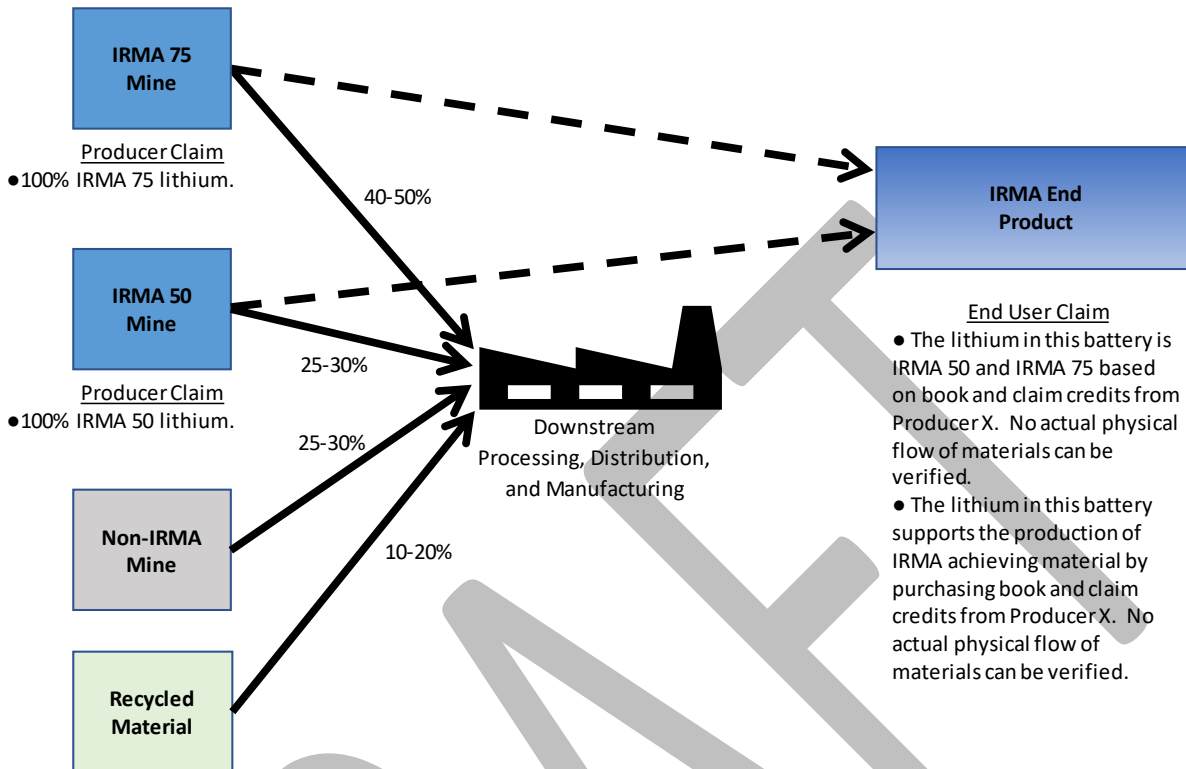 IRMA 75
Mine
Producer Claim
●100% IRMA 75 lithium.
40-50%
IRMA End
Product
IRMA 50
Mine
Producer Claim
●100% IRMA 50 lithium.
25-30%
25-30%
Downstream
Processing, Distribution,
and Manufacturing
End User Claim
● The lithium in this battery is
IRMA 50 and IRMA 75 based
on book and claim credits from
Producer X. No actual physical
flow of materials can be
verified.
● The lithium in this battery
supports the production of
IRMA achieving material by
purchasing book and claim
credits from Producer X. No
actual physical flow of
materials can be verified.
Non-IRMA
Mine
10-20%
Recycled
Material